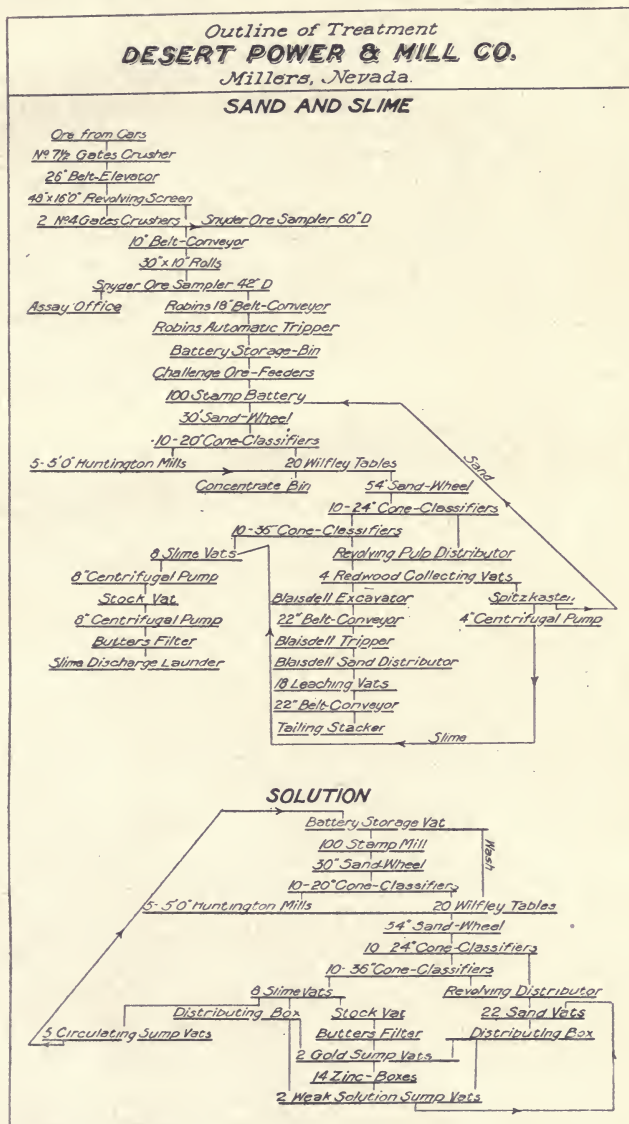 Outline of Treatment
DESERT POWER & MILL CO.
Millers, Nevada.
SAND AND SLIME
Ore from Cars
Nº 7½ Gates Crusher
26" Belt-Elevator
48"x16'0" Revolving Screen
2 Nº4 Gates Crushers Snyder Ore Sampler 60"D
10" Belt-Conveyor
30"x10" Rolls
Snyder Ore Sampler 42"D
Assay Office Robins 18" Belt-Conveyor
Robins Automatic Tripper
Battery Storage-Bin
Challenge Ore-Feeders
100 Stamp Battery
30' Sand-Wheel
10-20" Cone-Classifiers
Sand
5-5'0" Huntington Mills 20 Wilfley Tables
Concentrate Bin 54" Sand-Wheel
10-24" Cone-Classifiers
10-36" Cone-Classifiers
8 Slime Vats Revolving Pulp Distributor
8" Centrifugal Pump 4 Redwood Collecting Vats
Stock Vat Blaisdell Excavator Spitzkasten
8" Centrifugal Pump 22" Belt-Conveyor 4" Centrifugal Pump
Butters Filter Blaisdell Tripper
Slime Discharge Launder Blaisdell Sand Distributor
18 Leaching Vats
22" Belt-Conveyor
Tailing Stacker
Slime
SOLUTION
Battery Storage Vat
100 Stamp Mill
30" Sand-Wheel
Wash
10-20" Cone-Classifiers
5-5'0" Huntington Mills 20 Wilfley Tables
54" Sand-Wheel
10-24" Cone-Classifiers
10-36" Cone-Classifiers
8 Slime Vats Revolving Distributor
Distributing Box Stock Vat 22 Sand Vats
5 Circulating Sump Vats Butters Filter Distributing Box
2 Gold Sump Vats
14 Zinc-Boxes
2 Weak Solution Sump Vats